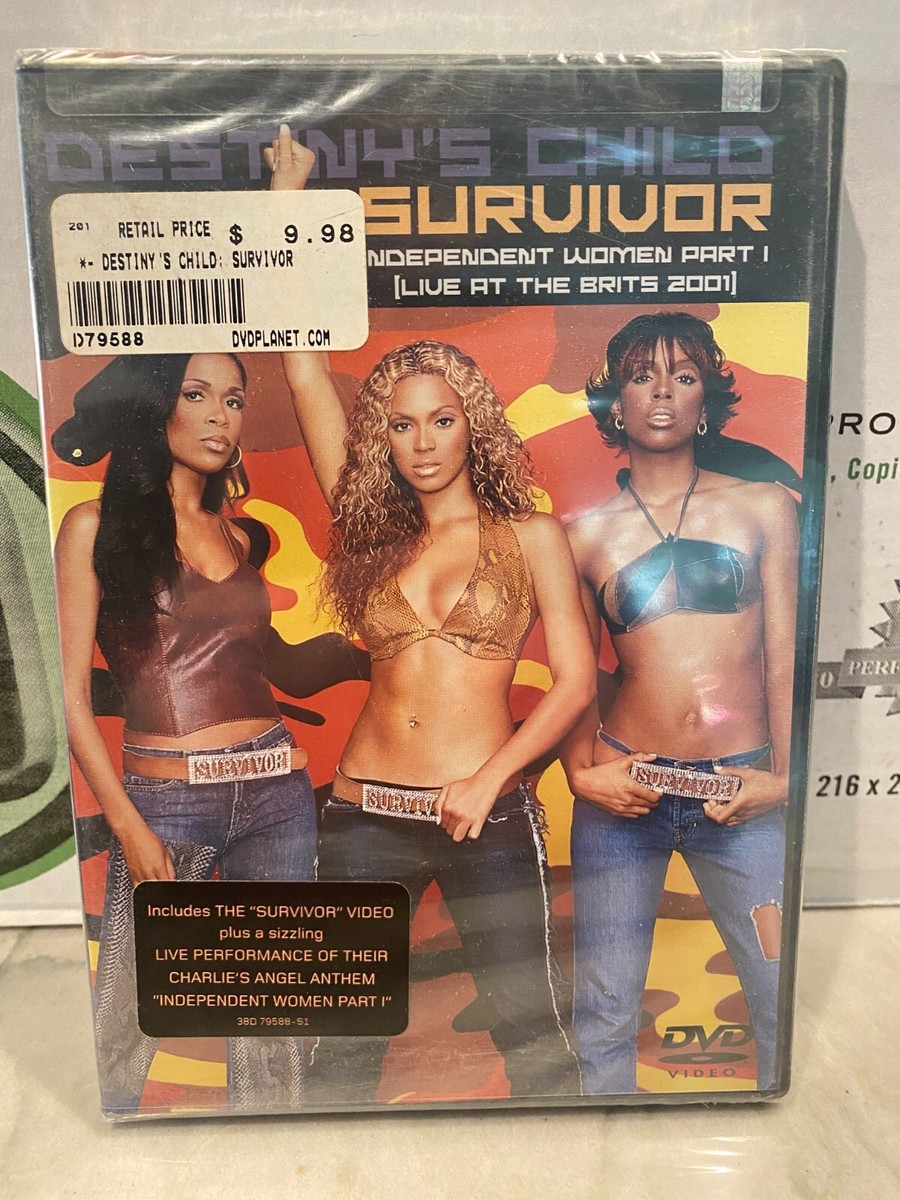 DESTINY'S CHILD
SURVIVOR
INDEPENDENT WOMEN PART I
[LIVE AT THE BRITS 2001]
201 RETAIL PRICE $ 9.98
*- DESTINY'S CHILD: SURVIVOR
D79588 DVDPLANET.COM
SURVIVOR
SURVIV
SURVIVOR
Includes THE "SURVIVOR" VIDEO
plus a sizzling
LIVE PERFORMANCE OF THEIR
CHARLIE'S ANGEL ANTHEM
"INDEPENDENT WOMEN PART I"
38D 79588-S1
DVD
VIDEO
PRO
, Copi
O PERF
216 x 2